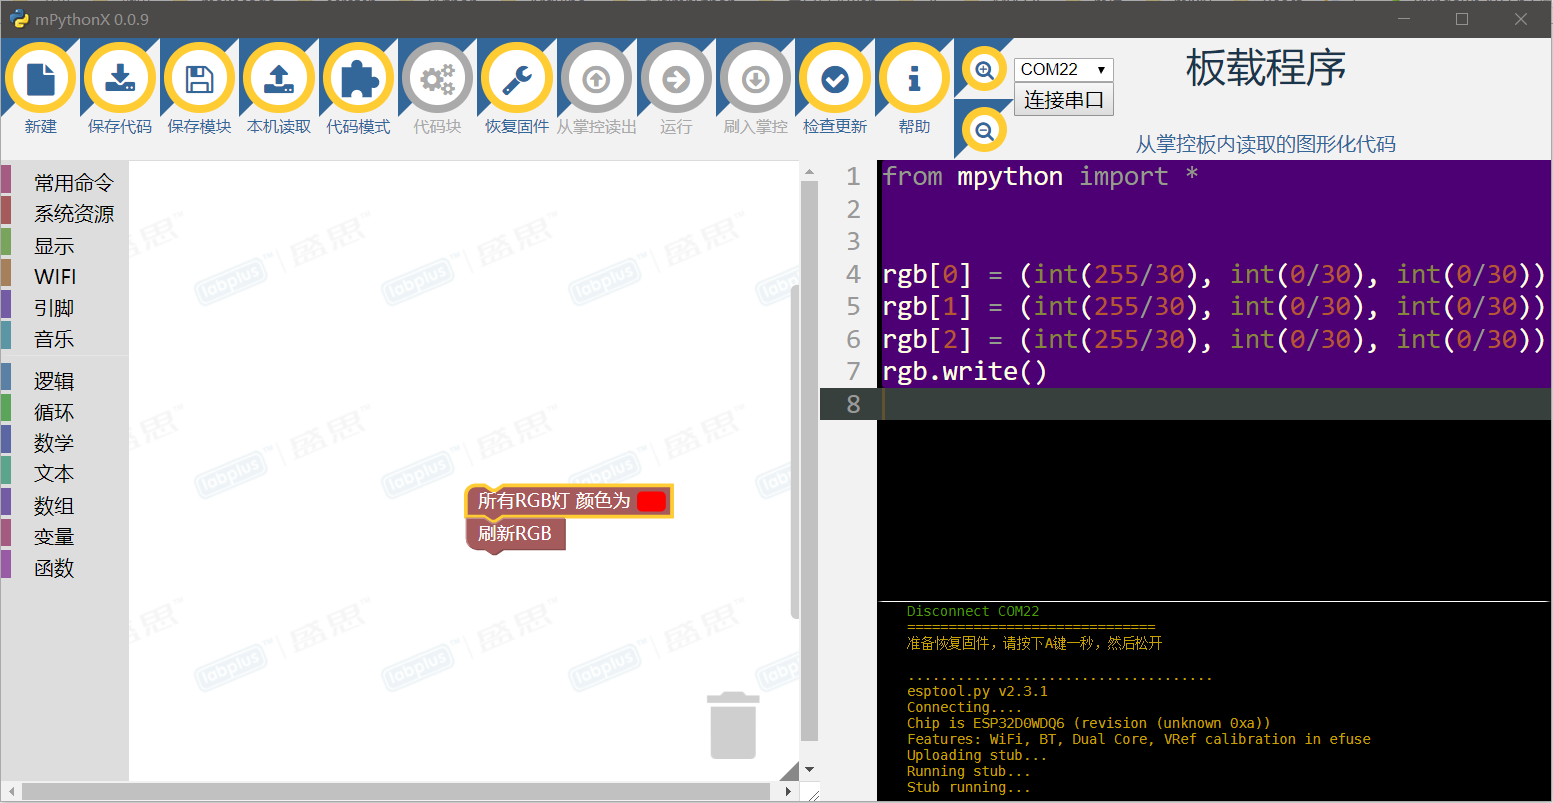 mPythonX 0.0.9
新建
保存代码
保存模块
本机读取
代码模式
代码块
恢复固件
从掌控读出
运行
刷入掌控
检查更新
帮助
COM22
连接串口
板载程序
从掌控板内读取的图形化代码
常用命令
系统资源
显示
WIFI
引脚
音乐
逻辑
循环
数学
文本
数组
变量
函数
labplus™ | 盛思™
所有RGB灯 颜色为
刷新RGB
1 from mpython import *
2
3
4 rgb[0] = (int(255/30), int(0/30), int(0/30))
5 rgb[1] = (int(255/30), int(0/30), int(0/30))
6 rgb[2] = (int(255/30), int(0/30), int(0/30))
7 rgb.write()
8
Disconnect COM22
==============================
准备恢复固件，请按下A键一秒，然后松开
.....................................
esptool.py v2.3.1
Connecting....
Chip is ESP32D0WDQ6 (revision (unknown 0xa))
Features: WiFi, BT, Dual Core, VRef calibration in efuse
Uploading stub...
Running stub...
Stub running...